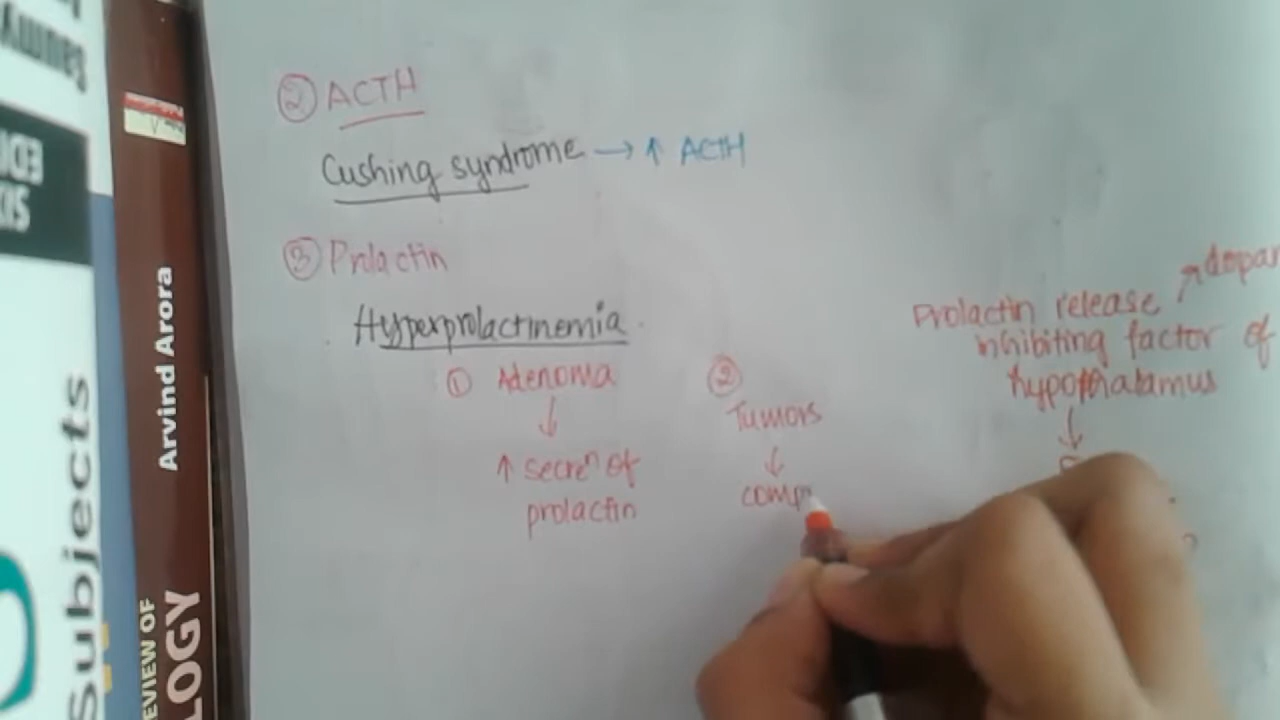 ② ACTH
Cushing syndrome → ↑ ACTH
③ Prolactin
Hyperprolactinemia
① Adenoma
↓
↑ secreⁿ of
prolactin
②
Tumors
↓
comp
Prolactin release
inhibiting factor of
hypothalamus
↓
Arvind Arora
Subjects